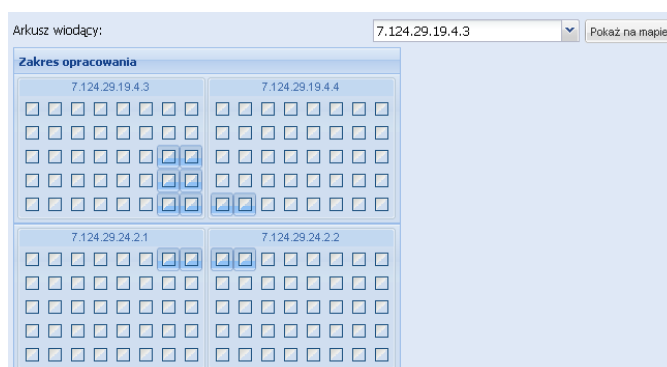 Arkusz wiodący: 7.124.29.19.4.3 Pokaż na mapie
Zakres opracowania
7.124.29.19.4.3 7.124.29.19.4.4
7.124.29.24.2.1 7.124.29.24.2.2